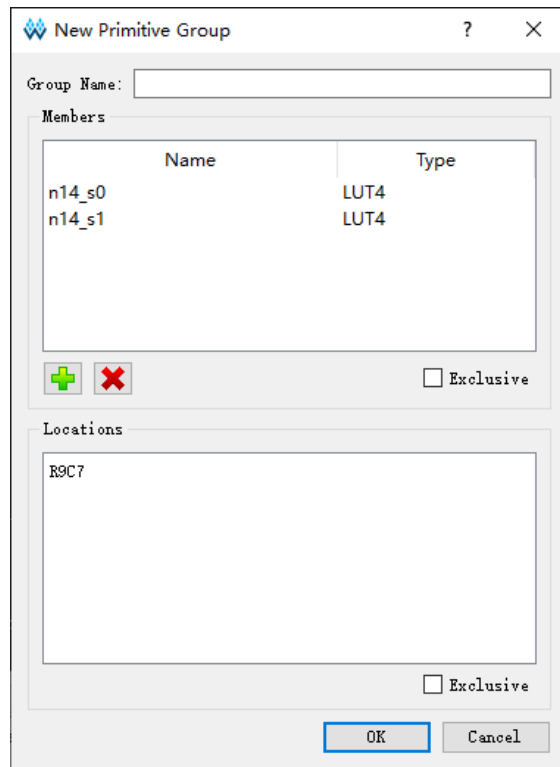 New Primitive Group ?
Group Name:
Members
Name Type
n14_s0 LUT4
n14_s1 LUT4
Exclusive
Locations
R9C7
Exclusive
OK Cancel